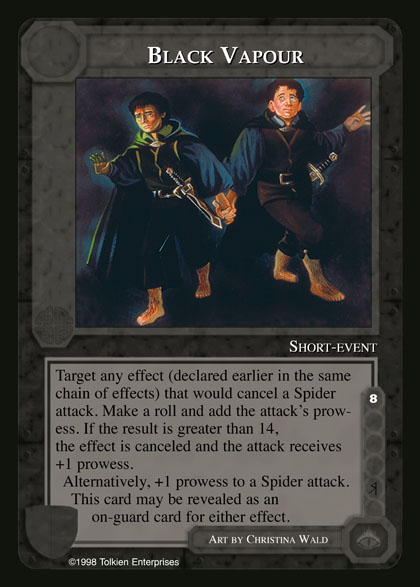 BLACK VAPOUR
SHORT-EVENT
Target any effect (declared earlier in the same
chain of effects) that would cancel a Spider
attack. Make a roll and add the attack's prow-
ess. If the result is greater than 14,
the effect is canceled and the attack receives
+1 prowess.
Alternatively, +1 prowess to a Spider attack.
This card may be revealed as an
on-guard card for either effect.
8
ART BY CHRISTINA WALD
©1998 Tolkien Enterprises